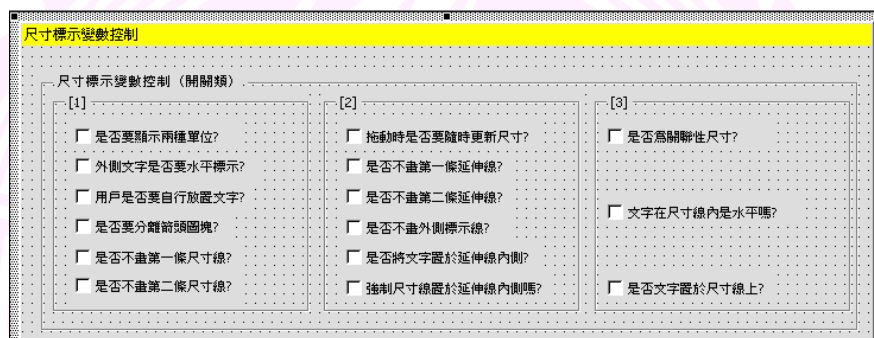 尺寸標示變數控制
尺寸標示變數控制 (開關類)
[1]
是否要顯示兩種單位?
外側文字是否要水平標示?
用戶是否要自行放置文字?
是否要分離箭頭圖塊?
是否不畫第一條尺寸線?
是否不畫第二條尺寸線?
[2]
拖動時是否要隨時更新尺寸?
是否不畫第一條延伸線?
是否不畫第二條延伸線?
是否不畫外側標示線?
是否將文字置於延伸線內側?
強制尺寸線置於延伸線內側嗎?
[3]
是否為關聯性尺寸?
文字在尺寸線內是水平嗎?
是否文字置於尺寸線上?